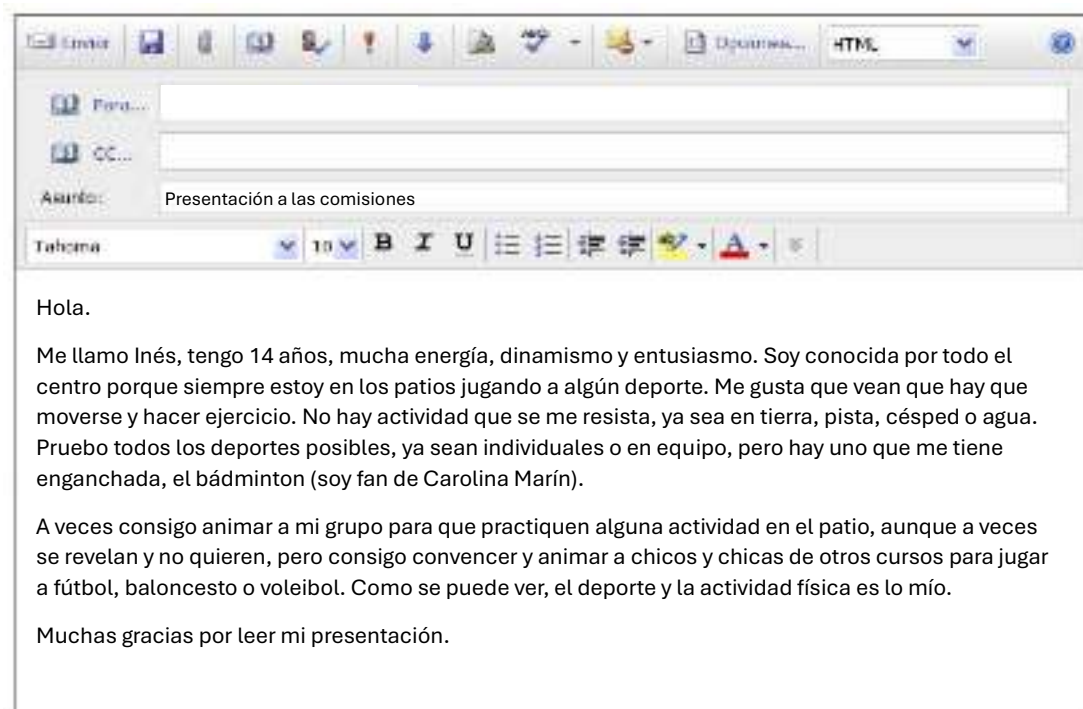 Enviar
HTML
Para...
CC...
Asunto: Presentación a las comisiones
Tahoma 10 B I U A
Hola.
Me llamo Inés, tengo 14 años, mucha energía, dinamismo y entusiasmo. Soy conocida por todo el
centro porque siempre estoy en los patios jugando a algún deporte. Me gusta que vean que hay que
moverse y hacer ejercicio. No hay actividad que se me resista, ya sea en tierra, pista, césped o agua.
Pruebo todos los deportes posibles, ya sean individuales o en equipo, pero hay uno que me tiene
enganchada, el bádminton (soy fan de Carolina Marín).
A veces consigo animar a mi grupo para que practiquen alguna actividad en el patio, aunque a veces
se revelan y no quieren, pero consigo convencer y animar a chicos y chicas de otros cursos para jugar
a fútbol, baloncesto o voleibol. Como se puede ver, el deporte y la actividad física es lo mío.
Muchas gracias por leer mi presentación.